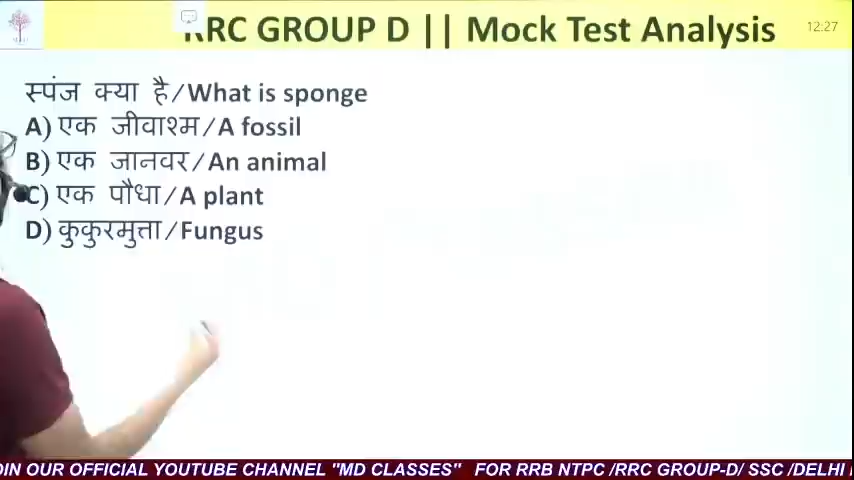 RRC GROUP D || Mock Test Analysis
12:27
स्पंज क्या है/What is sponge
A) एक जीवाश्म/A fossil
B) एक जानवर/An animal
C) एक पौधा/A plant
D) कुकुरमुत्ता/Fungus
OUR OFFICIAL YOUTUBE CHANNEL "MD CLASSES" FOR RRB NTPC /RRC GROUP-D/ SSC /DELHI